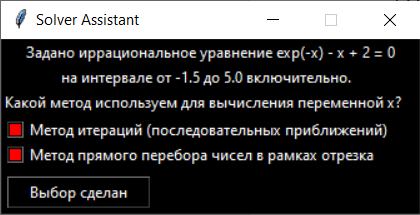 Solver Assistant
Задано иррациональное уравнение exp(-x) - x + 2 = 0
на интервале от -1.5 до 5.0 включительно.
Какой метод используем для вычисления переменной x?
Метод итераций (последовательных приближений)
Метод прямого перебора чисел в рамках отрезка
Выбор сделан